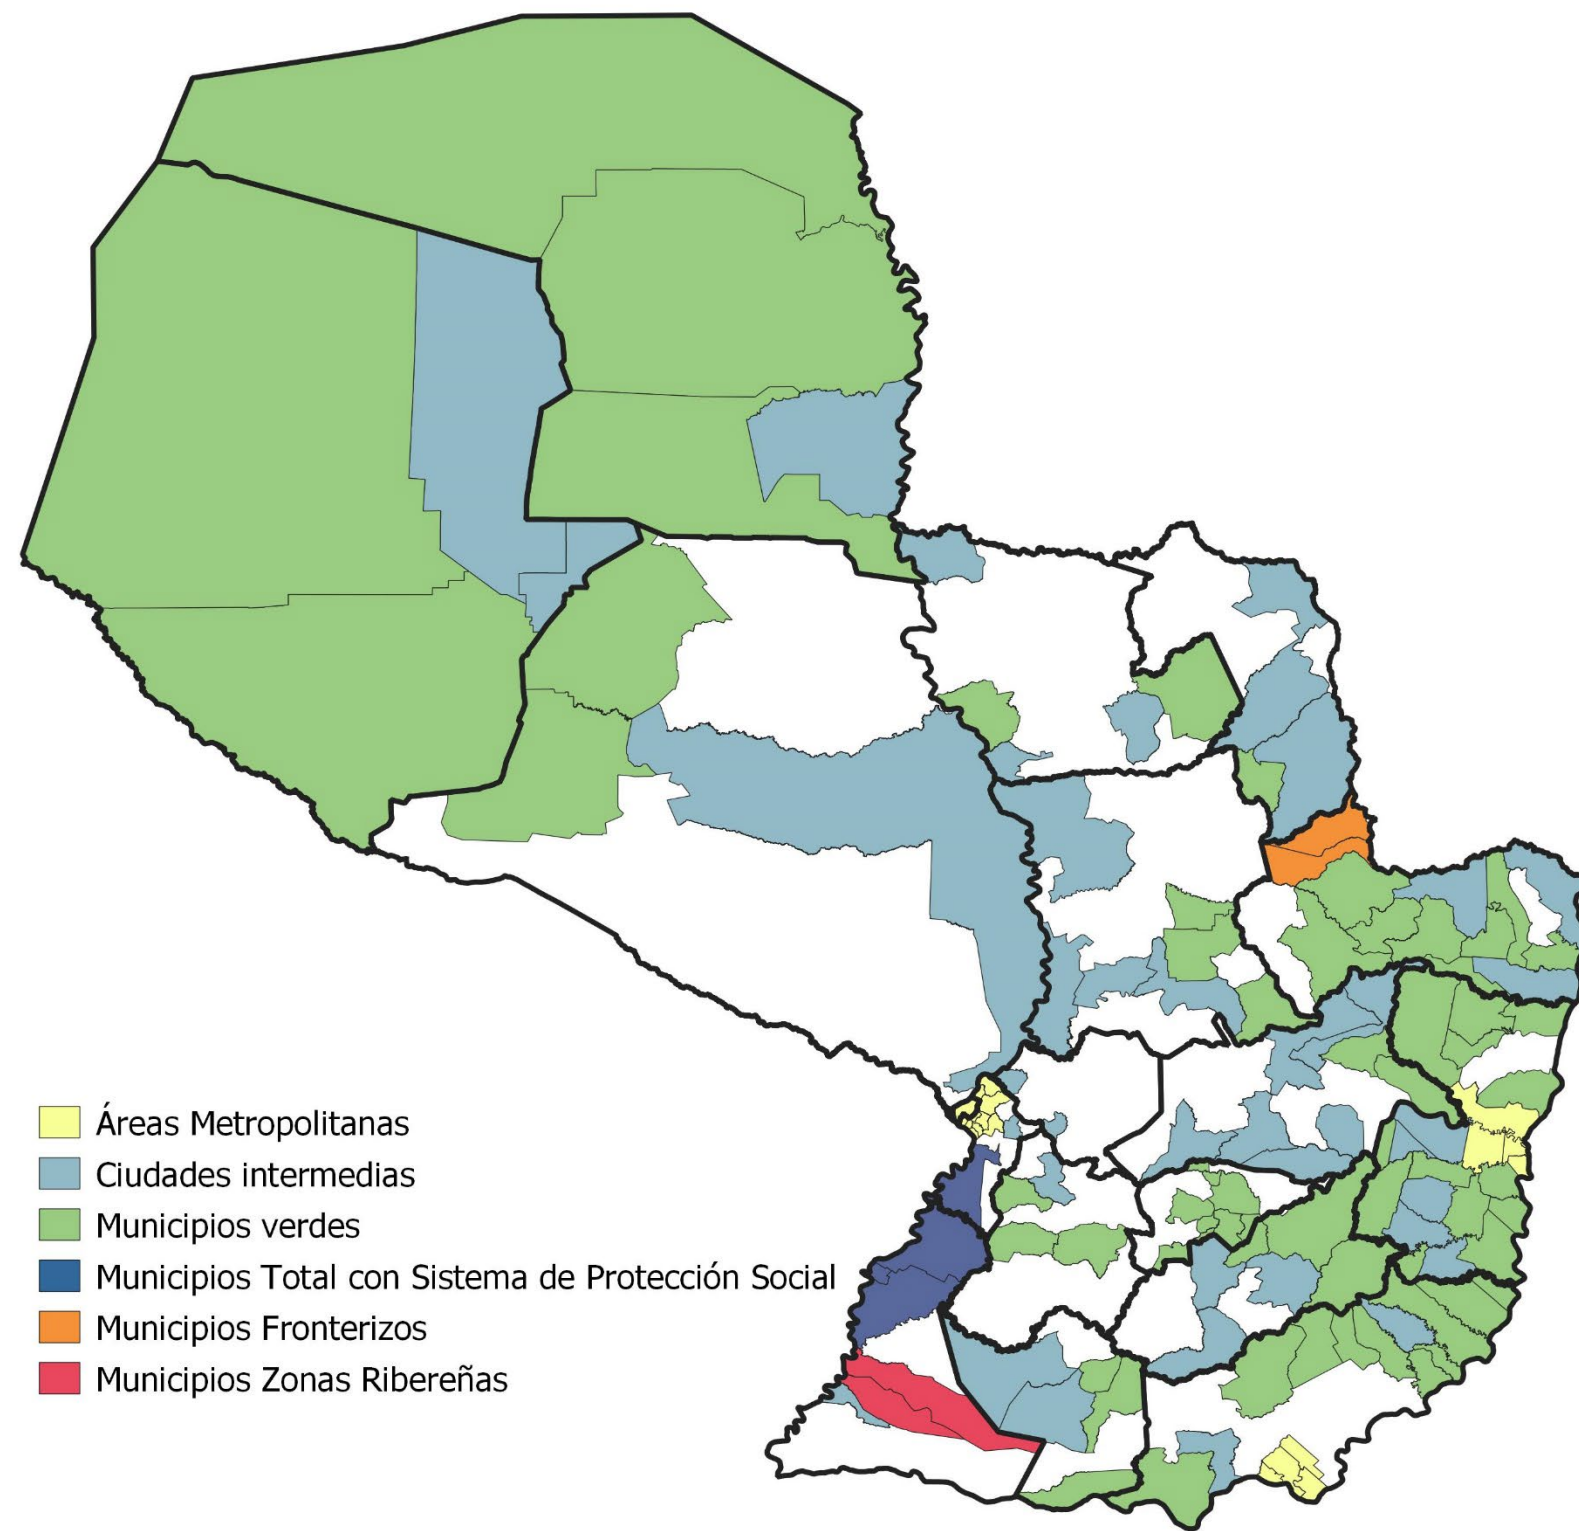 Áreas Metropolitanas
Ciudades intermedias
Municipios verdes
Municipios Total con Sistema de Protección Social
Municipios Fronterizos
Municipios Zonas Ribereñas